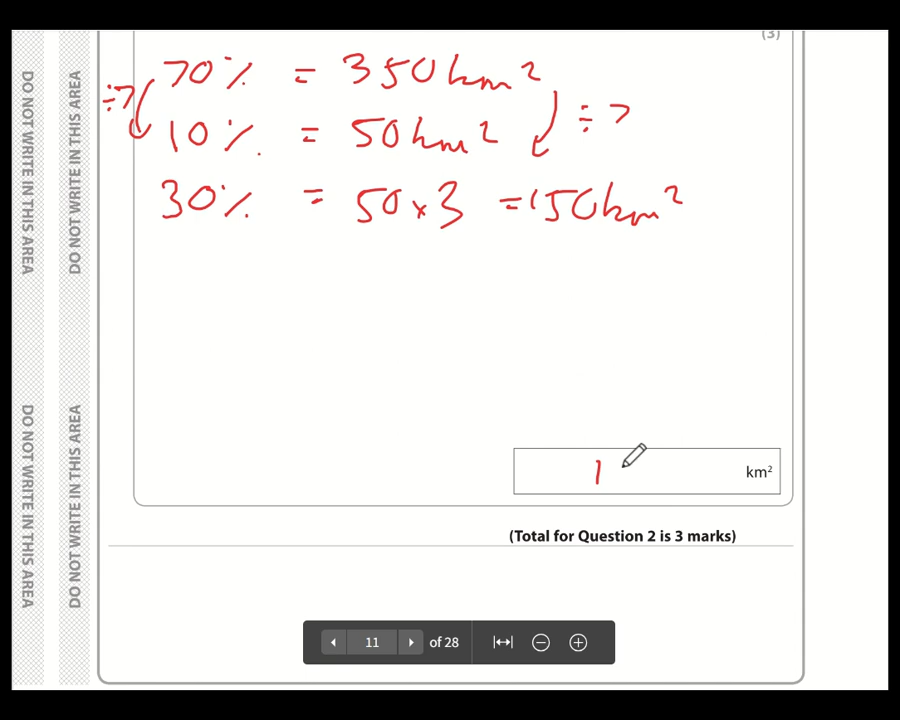 (3)
70% = 350km²
÷7
÷7
10% = 50km²
30% = 50×3 = 150km²
1
km²
(Total for Question 2 is 3 marks)
DO NOT WRITE IN THIS AREA
DO NOT WRITE IN THIS AREA
DO NOT WRITE IN THIS AREA
DO NOT WRITE IN THIS AREA
11 of 28